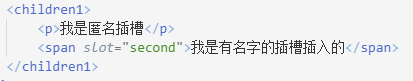 <children1>
<p>我是匿名插槽</p>
<span slot="second">我是有名字的插槽插入的</span>
</children1>